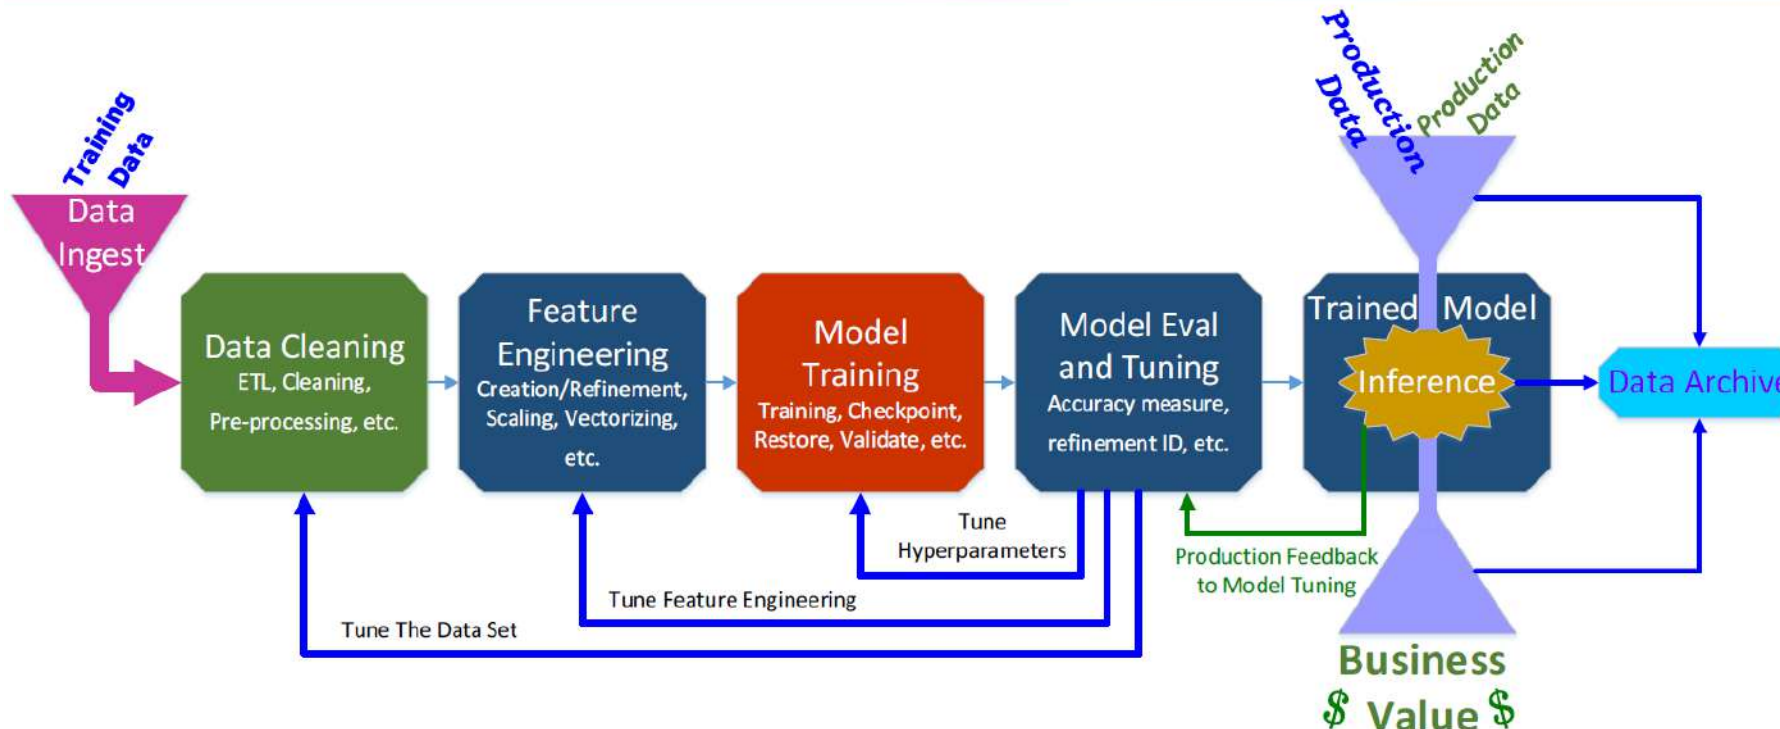 Training
Data
Data
Ingest
Data Cleaning
ETL, Cleaning,
Pre-processing, etc.
Feature
Engineering
Creation/Refinement,
Scaling, Vectorizing,
etc.
Model
Training
Training, Checkpoint,
Restore, Validate, etc.
Model Eval
and Tuning
Accuracy measure,
refinement ID, etc.
Production
Data
Production
Data
Trained Model
Inference
Data Archive
Tune
Hyperparameters
Tune Feature Engineering
Tune The Data Set
Production Feedback
to Model Tuning
Business
$ Value $